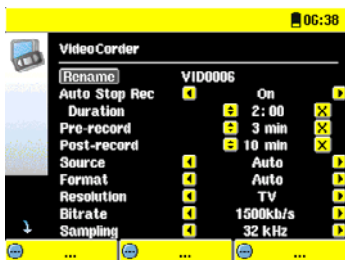 06:38
VideoCorder
Rename VID0006
Auto Stop Rec On
Duration 2:00
Pre-record 3 min
Post-record 10 min
Source Auto
Format Auto
Resolution TV
Bitrate 1500kb/s
Sampling 32 kHz
... ... ...